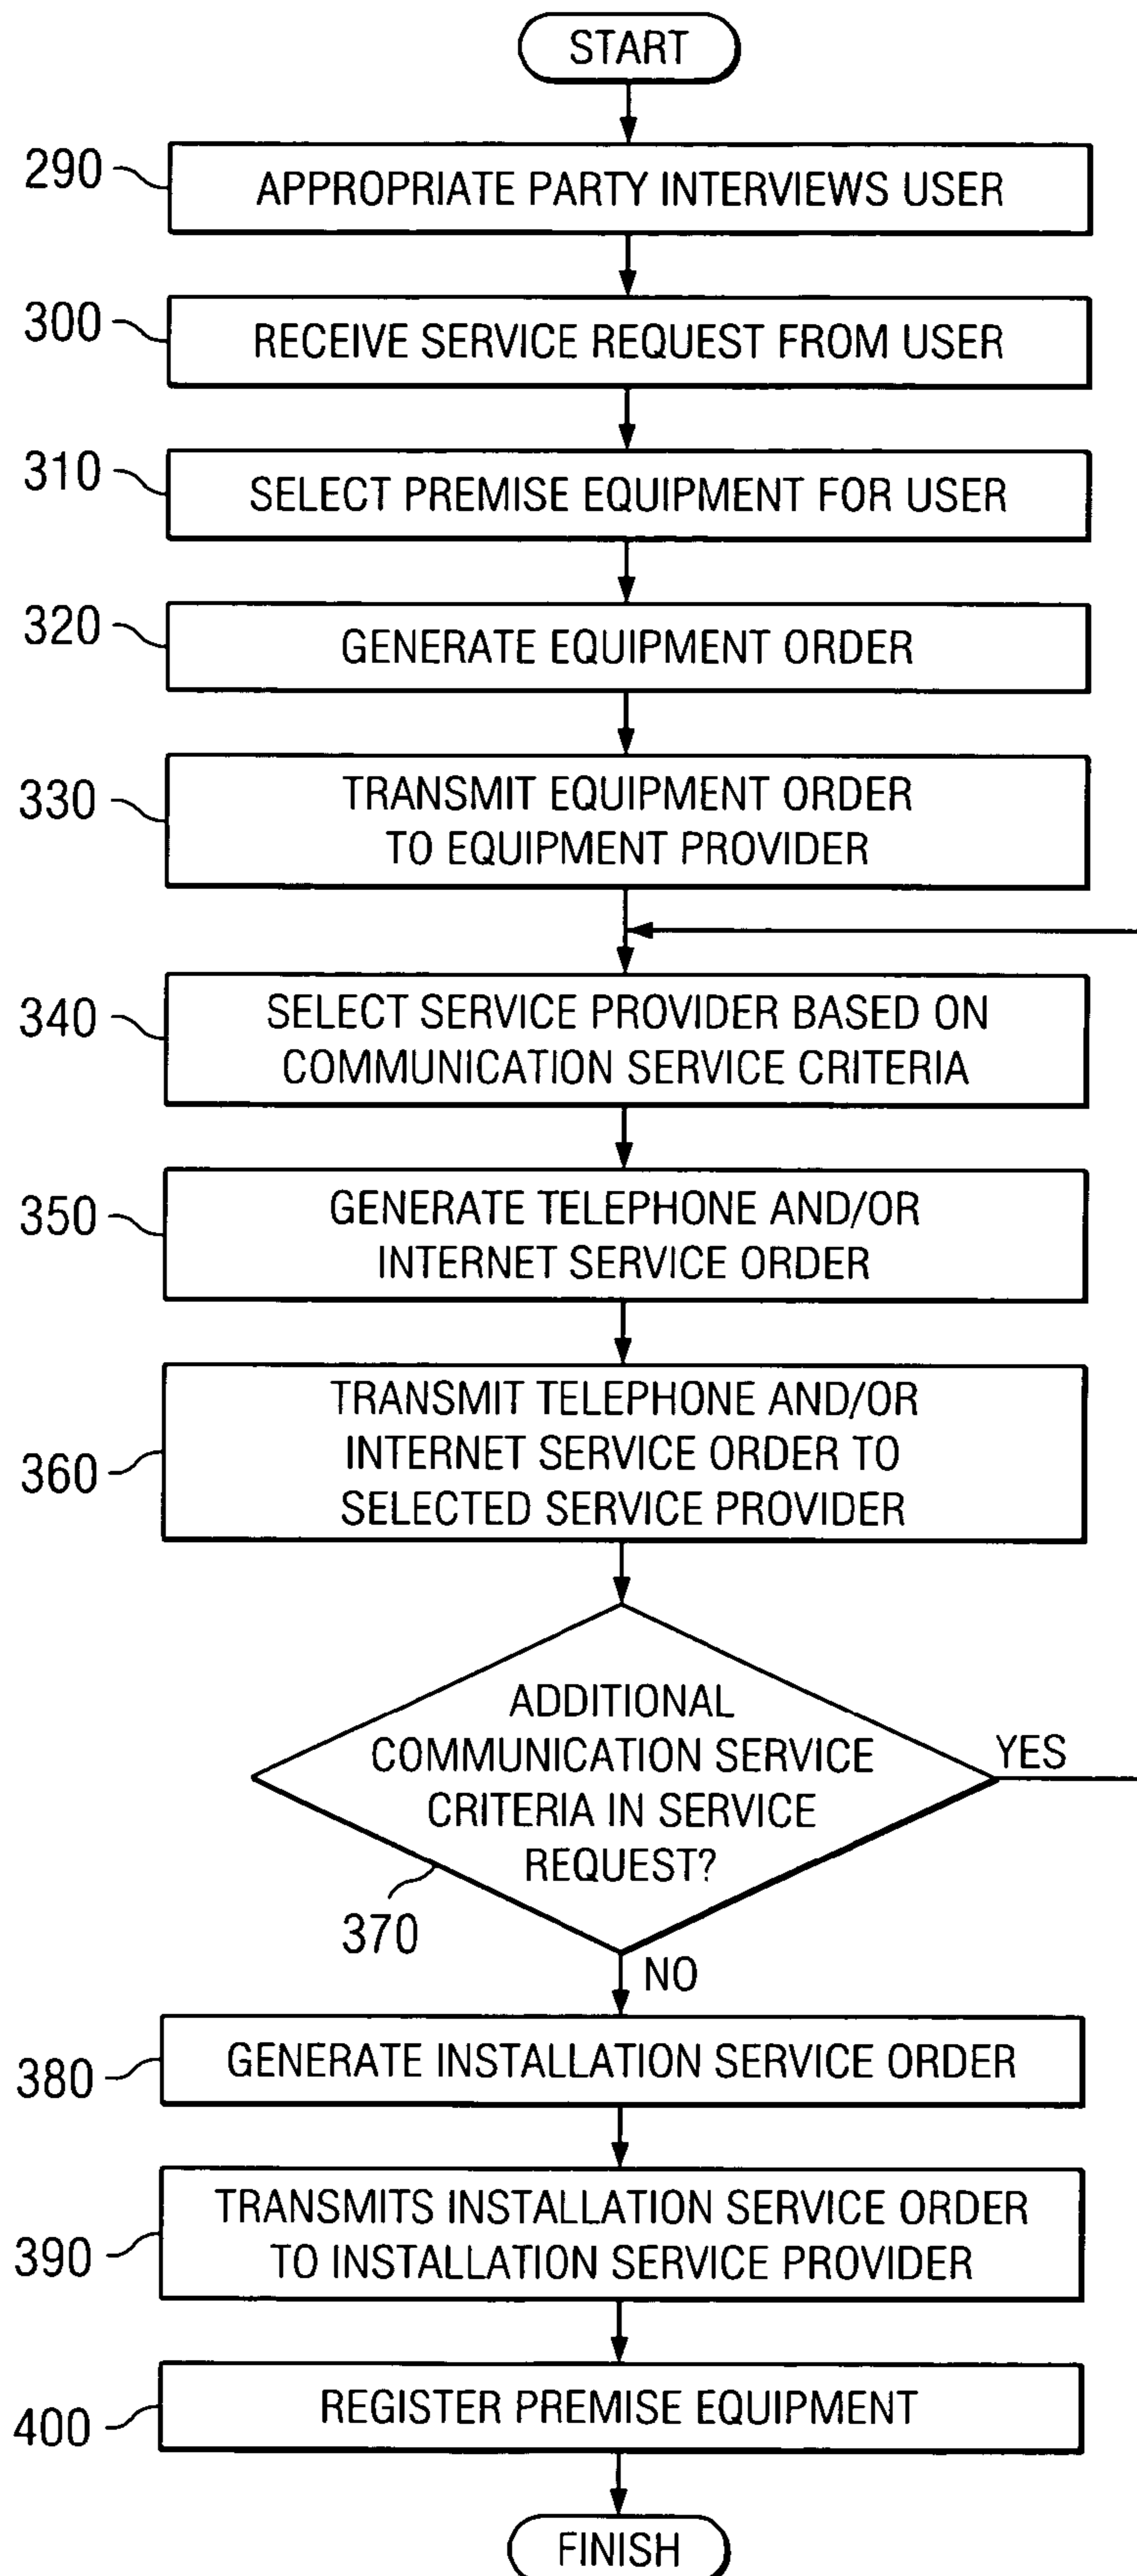 START
290
APPROPRIATE PARTY INTERVIEWS USER
300
RECEIVE SERVICE REQUEST FROM USER
310
SELECT PREMISE EQUIPMENT FOR USER
320
GENERATE EQUIPMENT ORDER
330
TRANSMIT EQUIPMENT ORDER
TO EQUIPMENT PROVIDER
340
SELECT SERVICE PROVIDER BASED ON
COMMUNICATION SERVICE CRITERIA
350
GENERATE TELEPHONE AND/OR
INTERNET SERVICE ORDER
360
TRANSMIT TELEPHONE AND/OR
INTERNET SERVICE ORDER TO
SELECTED SERVICE PROVIDER
ADDITIONAL
COMMUNICATION SERVICE
CRITERIA IN SERVICE
REQUEST?
YES
370
NO
380
GENERATE INSTALLATION SERVICE ORDER
390
TRANSMITS INSTALLATION SERVICE ORDER
TO INSTALLATION SERVICE PROVIDER
400
REGISTER PREMISE EQUIPMENT
FINISH